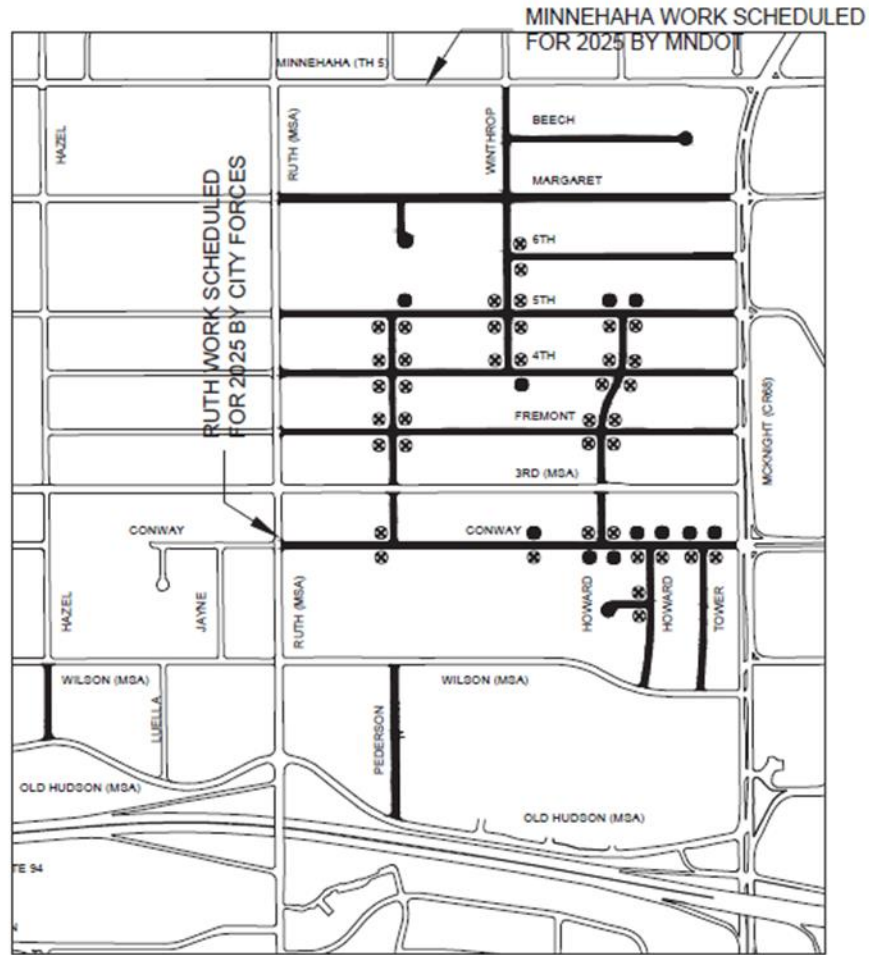 MINNEHAHA WORK SCHEDULED
FOR 2025 BY MNDOT
MINNEHAHA (TH 5)
HAZEL
RUTH (MSA)
WINTHROP
BEECH
MARGARET
RUTH WORK SCHEDULED
FOR 2025 BY CITY FORCES
6TH
5TH
4TH
FREMONT
MCKNIGHT (CR68)
3RD (MSA)
CONWAY
CONWAY
HAZEL
JAYNE
RUTH (MSA)
HOWARD
HOWARD
TOWER
WILSON (MSA)
WILSON (MSA)
LUELLA
PEDERSON
OLD HUDSON (MSA)
OLD HUDSON (MSA)
TE 94
N